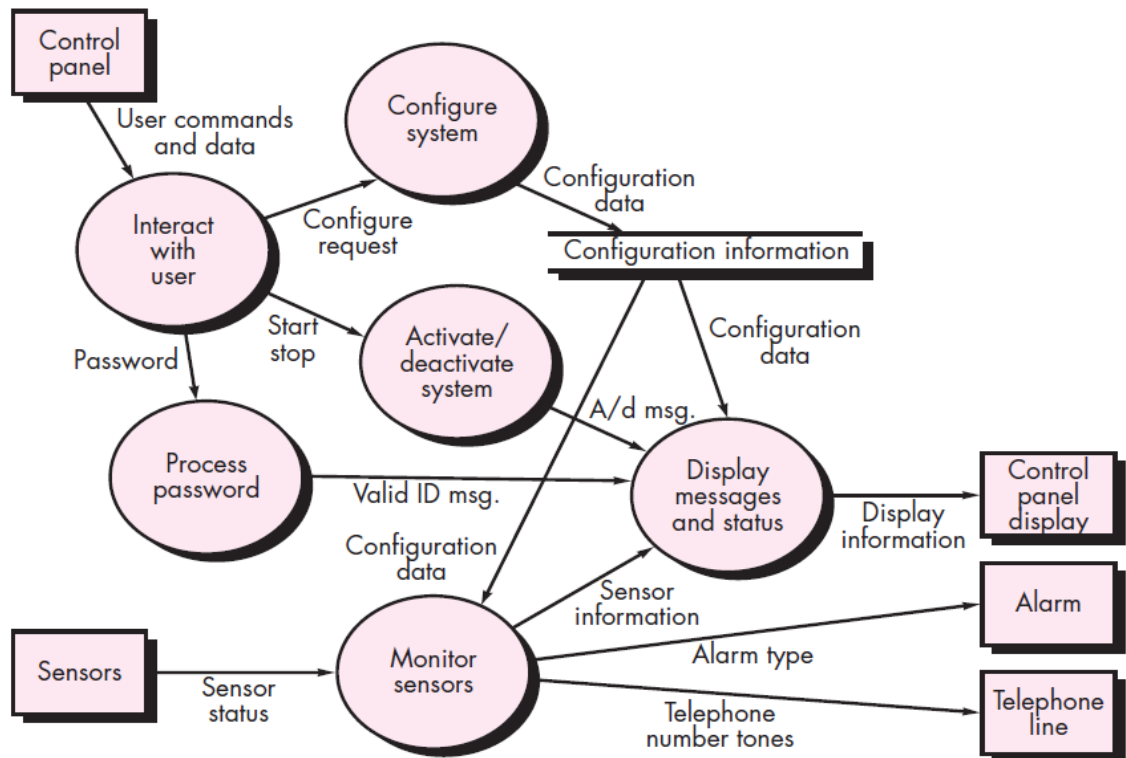 Control
panel
User commands
and data
Configure
system
Interact
with
user
Configure
request
Configuration
data
Configuration information
Start
stop
Activate/
deactivate
system
Configuration
data
Password
A/d msg.
Process
password
Valid ID msg.
Display
messages
and status
Display
information
Control
panel
display
Configuration
data
Sensor
information
Alarm
Sensors
Sensor
status
Monitor
sensors
Alarm type
Telephone
number tones
Telephone
line